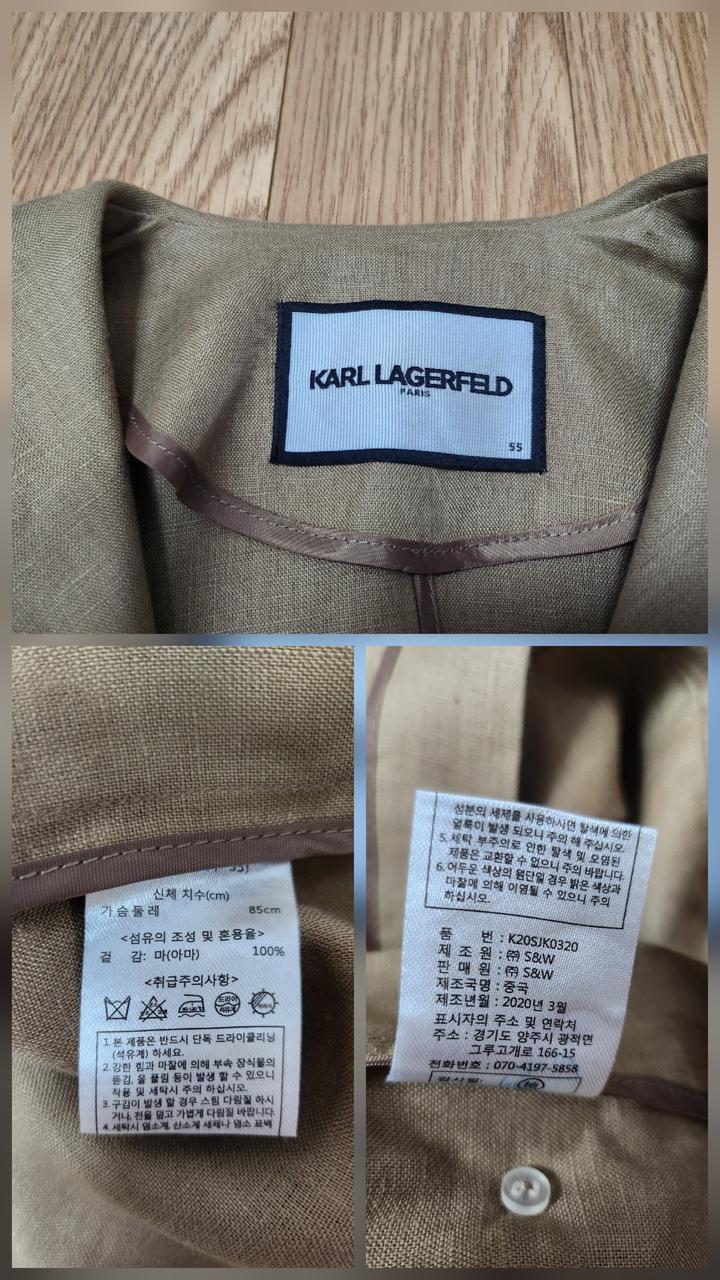 KARL LAGERFELD
PARIS
55
신체 치수(cm)
가슴둘레 85cm
<섬유의 조성 및 혼용율>
겉 감: 마(아마) 100%
<취급주의사항>
드라이
석유계
1. 본 제품은 반드시 단독 드라이클리닝
(석유계) 하세요.
2. 강한 힘과 마찰에 의해 부속 장식물의
뜯김, 올 풀림 등이 발생 할 수 있으니
착용 및 세탁시 주의 하십시오.
3. 구김이 발생 할 경우 스팀 다림질 하시
거나, 천을 덮고 가볍게 다림질 바랍니다.
4. 세탁시 염소계, 산소계 세제나 염소 표백
성분의 세제를 사용하시면 탈색에 의한
얼룩이 발생 되오니 주의 해 주십시오.
5. 세탁 부주의로 인한 탈색 및 오염된
제품은 교환할 수 없으니 주의 바랍니다.
6. 어두운 색상의 원단일 경우 밝은 색상과
마찰에 의해 이염될 수 있으니 주의
하십시오.
품 번 : K20SJK0320
제 조 원 : ㈜ S&W
판 매 원 : ㈜ S&W
제조국명 : 중국
제조년월 : 2020년 3월
표시자의 주소 및 연락처
주소 : 경기도 양주시 광적면
그루고개로 166-15
전화번호 : 070-4197-5858